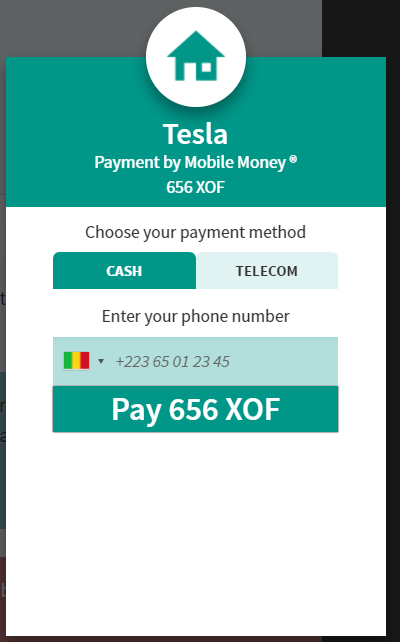 Tesla
Payment by Mobile Money ®
656 XOF
Choose your payment method
CASH
TELECOM
Enter your phone number
+223 65 01 23 45
Pay 656 XOF